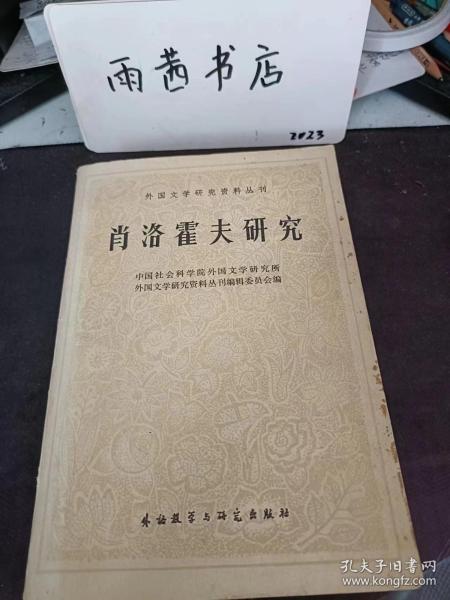 雨茜书店
2023
外国文学研究资料丛刊
肖洛霍夫研究
中国社会科学院外国文学研究所
外国文学研究资料丛刊编辑委员会编
外语教学与研究出版社
孔夫子旧书网
www.kongfz.com